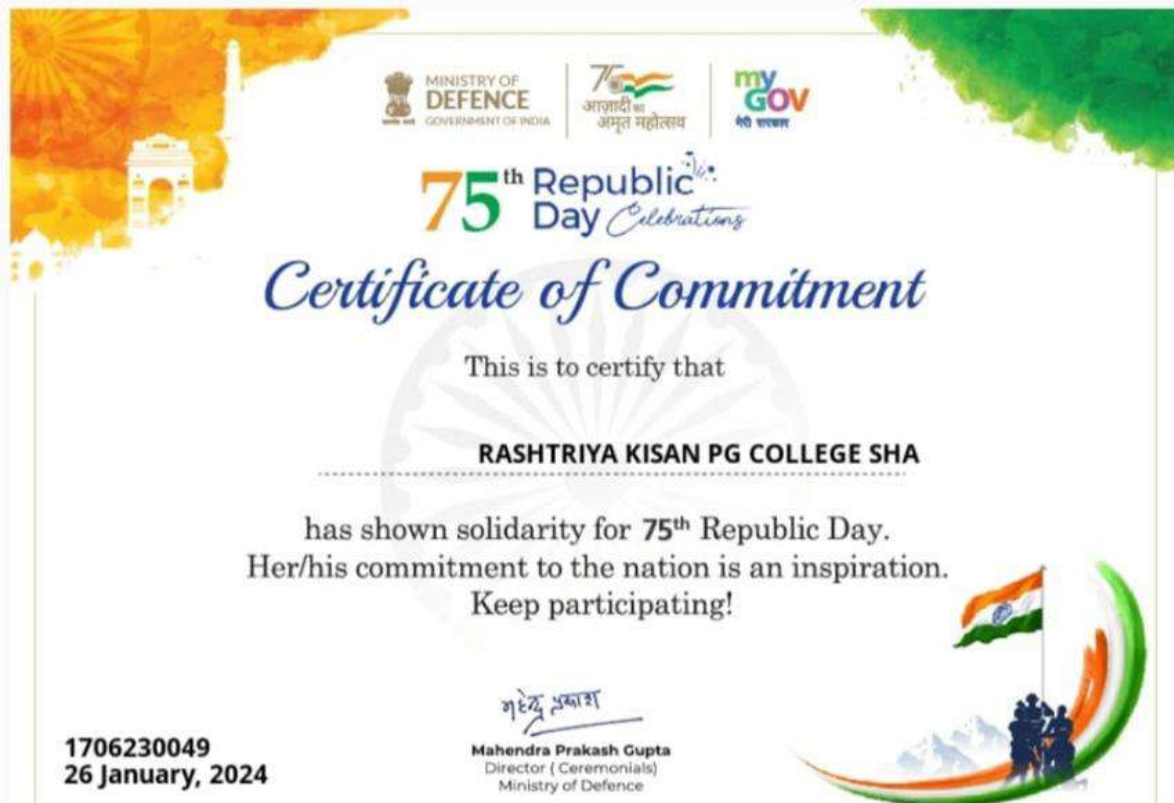 MINISTRY OF
DEFENCE
GOVERNMENT OF INDIA
75
आज़ादी का
अमृत महोत्सव
my
GOV
मेरी सरकार
75th Republic
Day Celebrations
Certificate of Commitment
This is to certify that
RASHTRIYA KISAN PG COLLEGE SHA
has shown solidarity for 75th Republic Day.
Her/his commitment to the nation is an inspiration.
Keep participating!
महेन्द्र प्रकाश
Mahendra Prakash Gupta
Director ( Ceremonials)
Ministry of Defence
1706230049
26 January, 2024